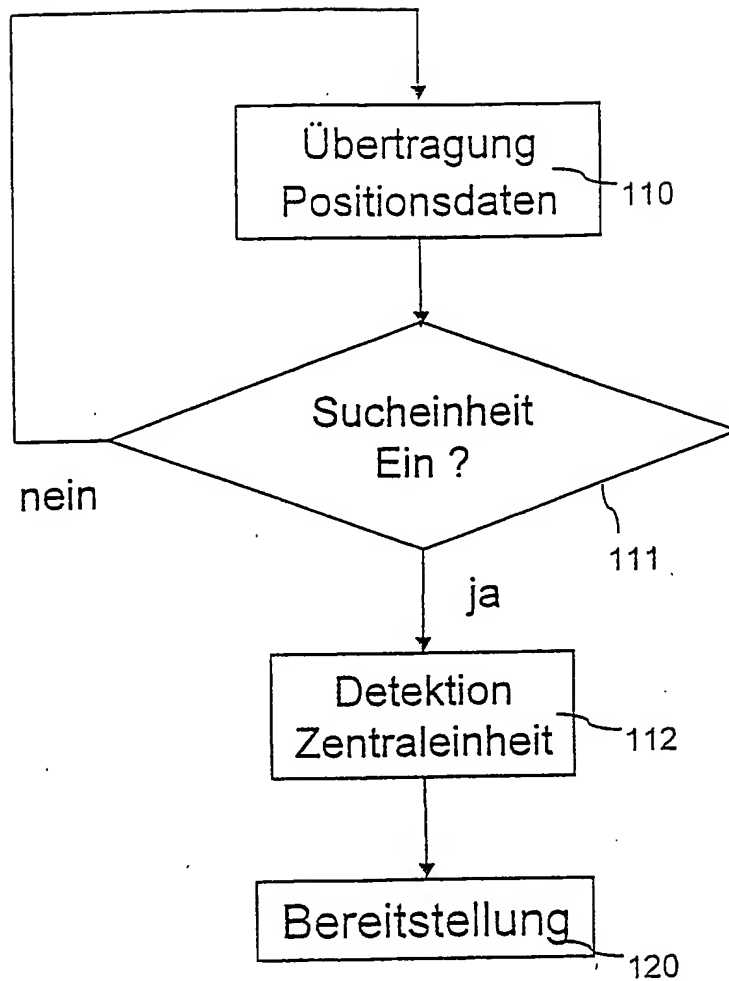 Übertragung
Positionsdaten
110
Sucheinheit
Ein ?
nein
111
ja
Detektion
Zentraleinheit
112
Bereitstellung
120